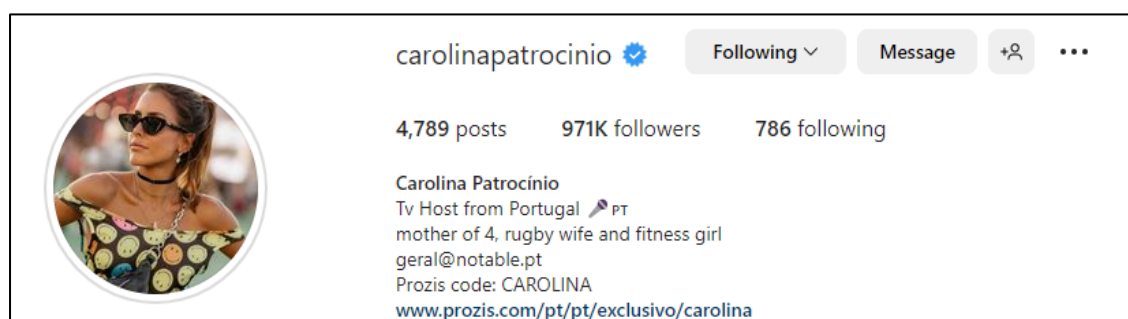 carolinapatrocinio
Following
Message
4,789 posts 971K followers 786 following
Carolina Patrocínio
Tv Host from Portugal 🎤 PT
mother of 4, rugby wife and fitness girl
geral@notable.pt
Prozis code: CAROLINA
www.prozis.com/pt/pt/exclusivo/carolina